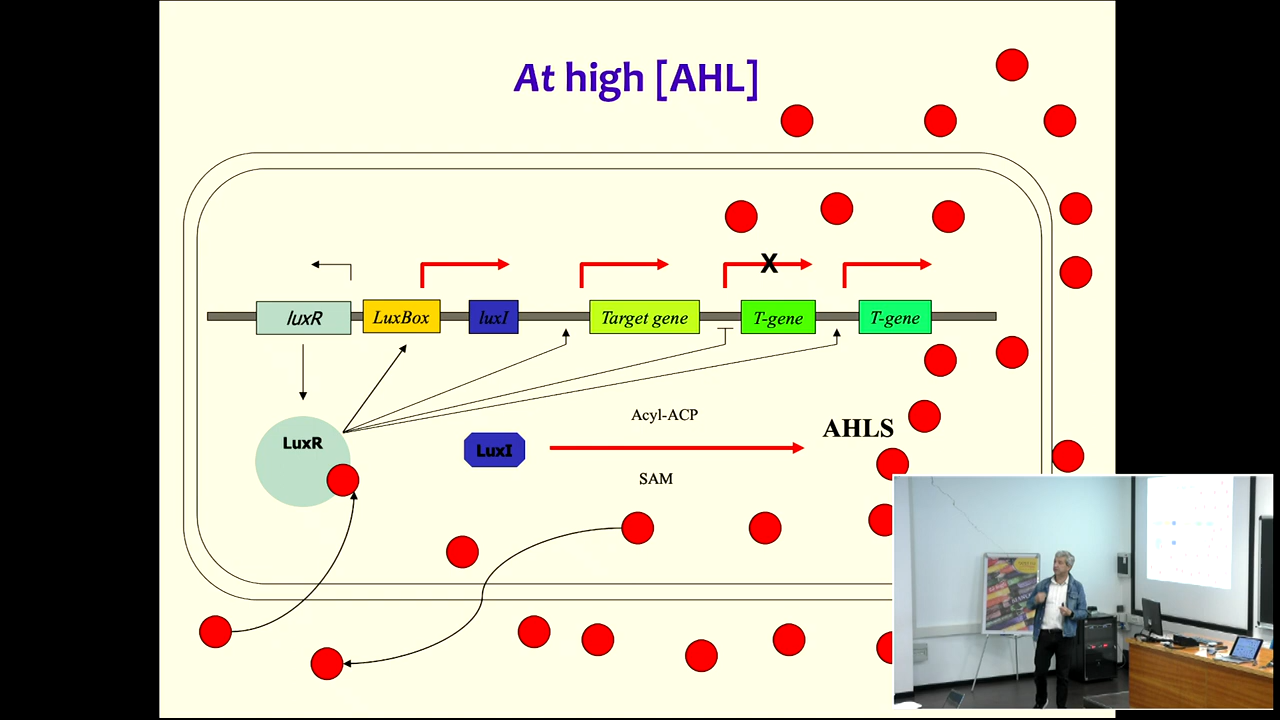 At high [AHL]
X
luxR
LuxBox
luxI
Target gene
T-gene
T-gene
Acyl-ACP
LuxR
LuxI
AHLS
SAM